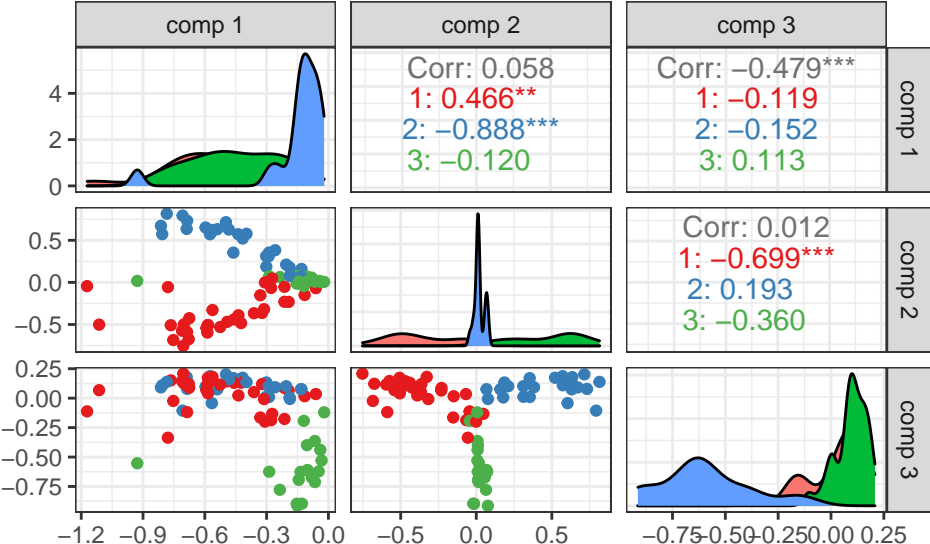 comp 1
comp 2
comp 3
Corr: 0.058
1: 0.466**
2: −0.888***
3: −0.120
Corr: −0.479***
1: −0.119
2: −0.152
3: 0.113
comp 1
4
2
0
Corr: 0.012
1: −0.699***
2: 0.193
3: −0.360
comp 2
0.5
0.0
−0.5
comp 3
0.25
0.00
−0.25
−0.50
−0.75
−1.2 −0.9 −0.6 −0.3 0.0
−0.5 0.0 0.5
−0.75 −0.50 −0.25 0.00 0.25